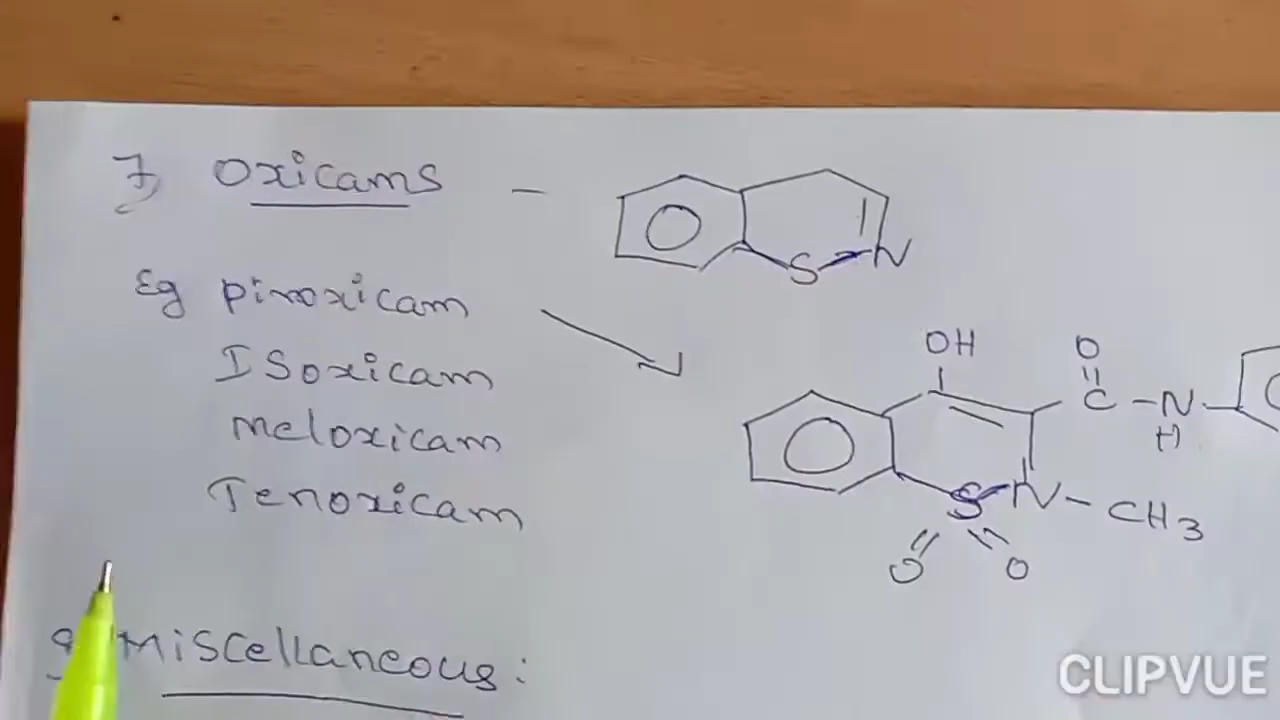 7) Oxicams -
S N
Eg piroxicam
Isoxicam
meloxicam
Tenoxicam
OH O
C - N
H
S N - CH3
O O
Miscellaneous:
CLIPVUE